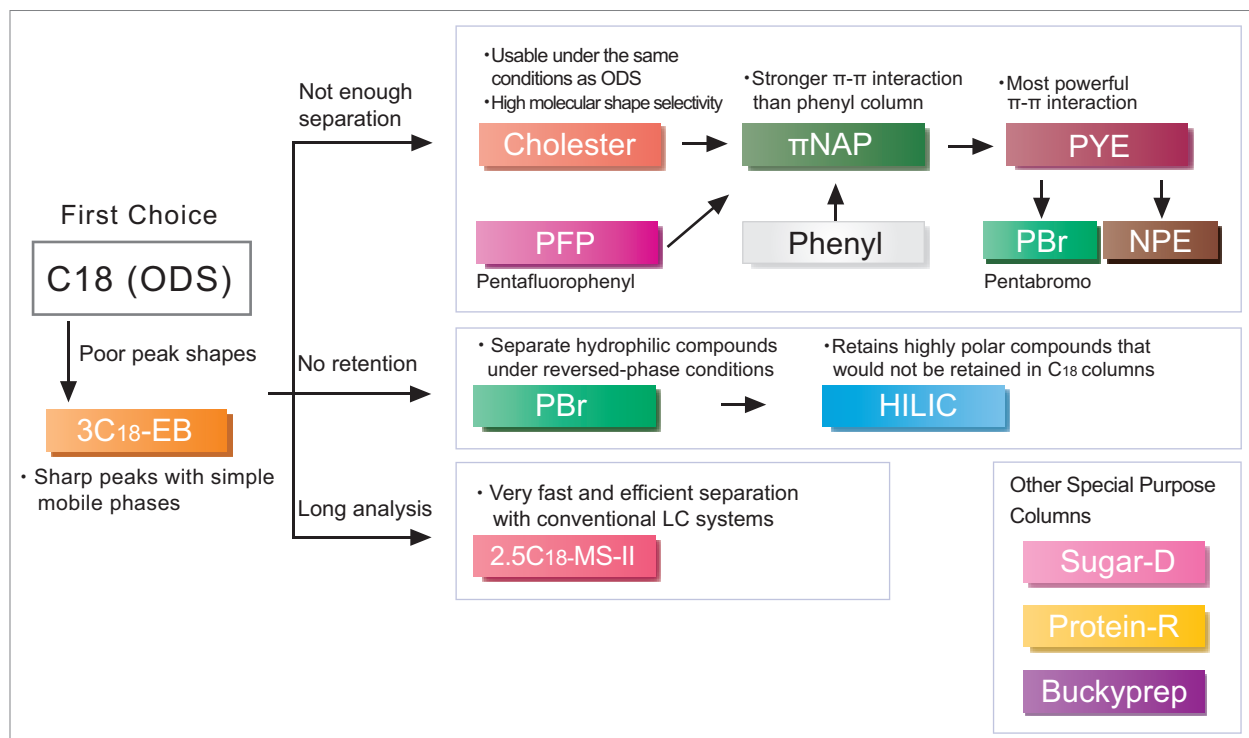 First Choice
C18 (ODS)
Poor peak shapes
3C18-EB
・Sharp peaks with simple
mobile phases
Not enough
separation
・Usable under the same
conditions as ODS
・High molecular shape selectivity
Cholester
・Stronger π-π interaction
than phenyl column
πNAP
・Most powerful
π-π interaction
PYE
PFP
Pentafluorophenyl
Phenyl
PBr
Pentabromo
NPE
No retention
・Separate hydrophilic compounds
under reversed-phase conditions
PBr
・Retains highly polar compounds that
would not be retained in C18 columns
HILIC
Long analysis
・Very fast and efficient separation
with conventional LC systems
2.5C18-MS-II
Other Special Purpose
Columns
Sugar-D
Protein-R
Buckyprep